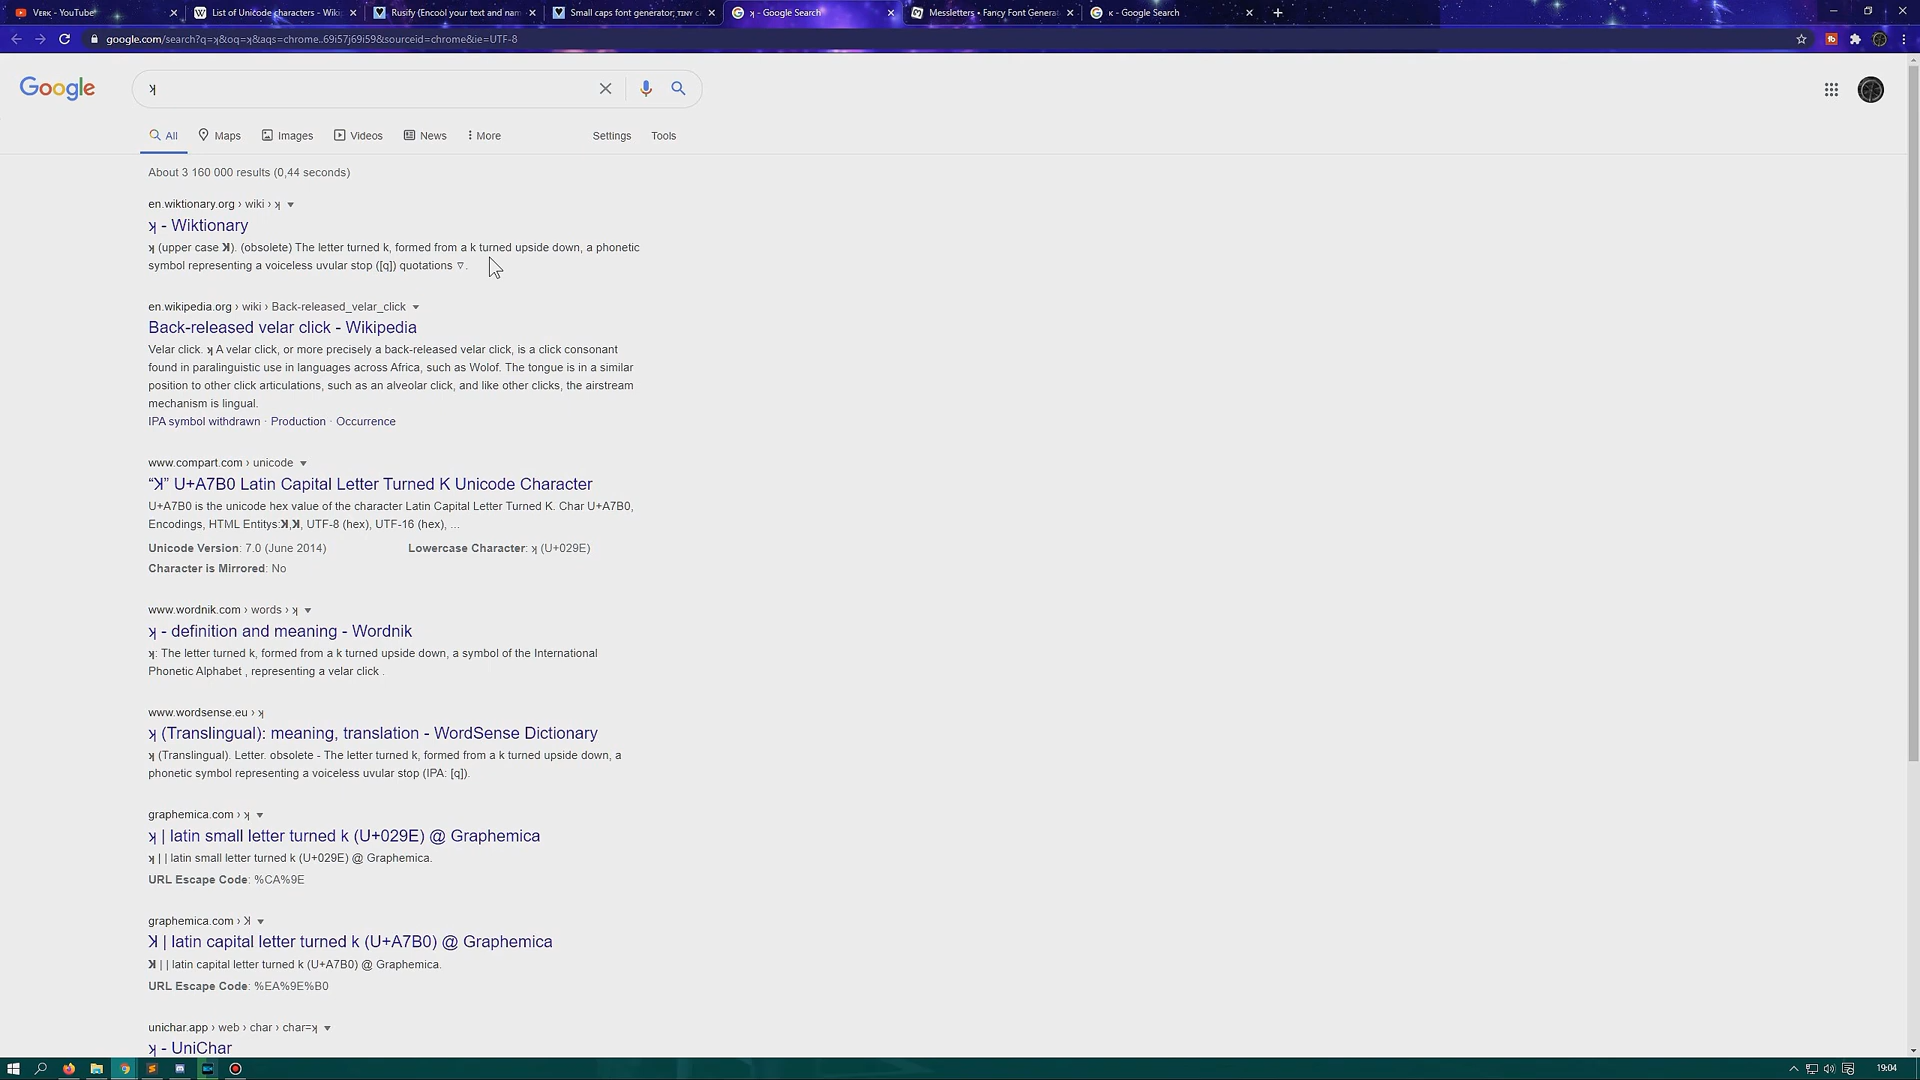 Vᴇʀᴋ - YouTube
List of Unicode characters - Wiki
Rusify (Encool your text and nam
Small caps font generator; ᴛɪɴʏ ᴄᴀ
ʞ - Google Search
Messletters • Fancy Font Generat
ĸ - Google Search
google.com/search?q=ʞ&oq=ʞ&aqs=chrome..69i57j69i59&sourceid=chrome&ie=UTF-8
Google
ʞ
All
Maps
Images
Videos
News
More
Settings
Tools
About 3 160 000 results (0,44 seconds)
en.wiktionary.org › wiki › ʞ
ʞ - Wiktionary
ʞ (upper case Ʞ). (obsolete) The letter turned k, formed from a k turned upside down, a phonetic
symbol representing a voiceless uvular stop ([q]) quotations ▽.
en.wikipedia.org › wiki › Back-released_velar_click
Back-released velar click - Wikipedia
Velar click. ʞ A velar click, or more precisely a back-released velar click, is a click consonant
found in paralinguistic use in languages across Africa, such as Wolof. The tongue is in a similar
position to other click articulations, such as an alveolar click, and like other clicks, the airstream
mechanism is lingual.
IPA symbol withdrawn · Production · Occurrence
www.compart.com › unicode
“Ʞ” U+A7B0 Latin Capital Letter Turned K Unicode Character
U+A7B0 is the unicode hex value of the character Latin Capital Letter Turned K. Char U+A7B0,
Encodings, HTML Entitys:Ʞ,Ʞ, UTF-8 (hex), UTF-16 (hex), ...
Unicode Version: 7.0 (June 2014) Lowercase Character: ʞ (U+029E)
Character is Mirrored: No
www.wordnik.com › words › ʞ
ʞ - definition and meaning - Wordnik
ʞ: The letter turned k, formed from a k turned upside down, a symbol of the International
Phonetic Alphabet , representing a velar click .
www.wordsense.eu › ʞ
ʞ (Translingual): meaning, translation - WordSense Dictionary
ʞ (Translingual). Letter. obsolete - The letter turned k, formed from a k turned upside down, a
phonetic symbol representing a voiceless uvular stop (IPA: [q]).
graphemica.com › ʞ
ʞ | latin small letter turned k (U+029E) @ Graphemica
ʞ | | latin small letter turned k (U+029E) @ Graphemica.
URL Escape Code: %CA%9E
graphemica.com › Ʞ
Ʞ | latin capital letter turned k (U+A7B0) @ Graphemica
Ʞ | | latin capital letter turned k (U+A7B0) @ Graphemica.
URL Escape Code: %EA%9E%B0
unichar.app › web › char › char=ʞ
ʞ - UniChar
19:04